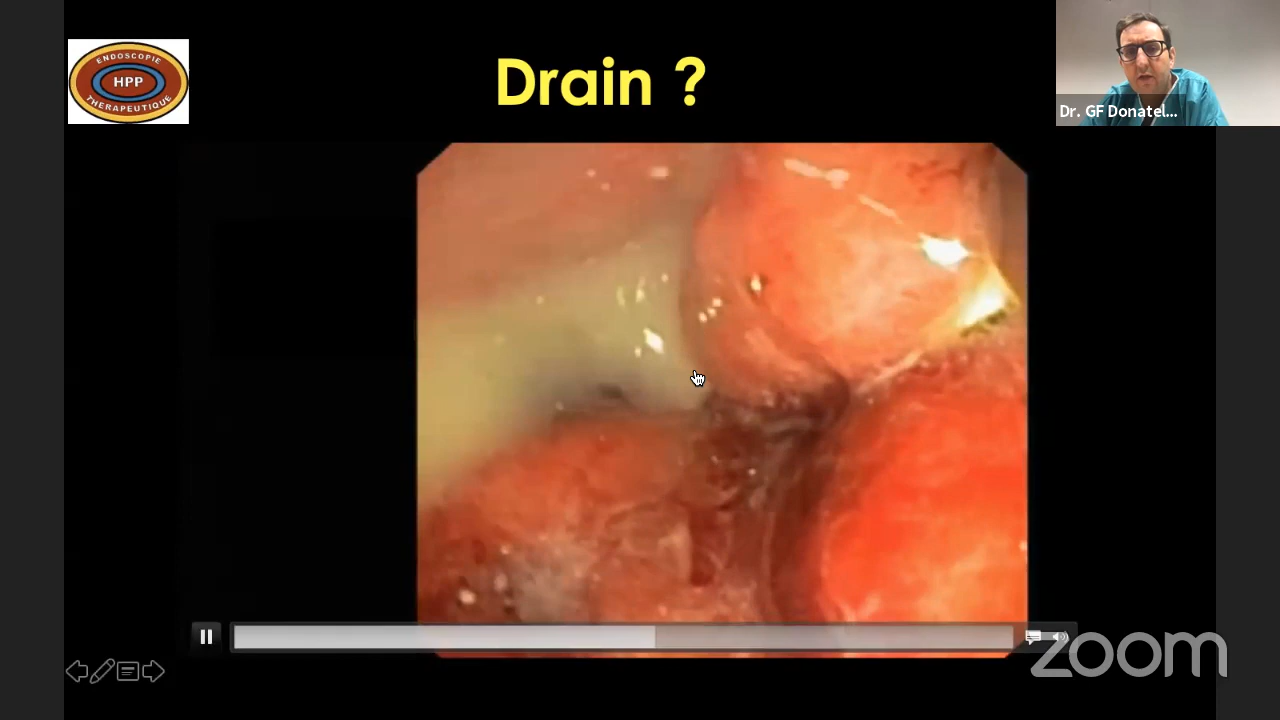 ENDOSCOPIE
HPP
THERAPEUTIQUE
Drain ?
Dr. GF Donatel...
zoom